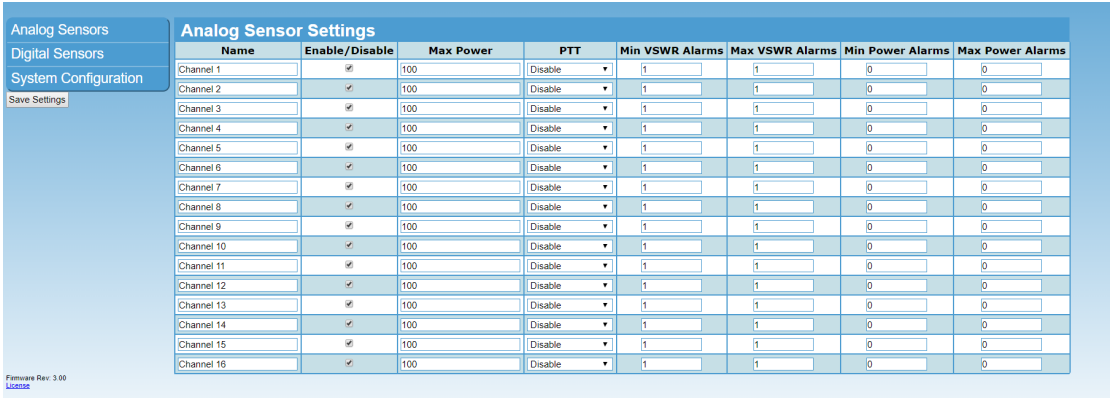 Analog Sensors
Digital Sensors
System Configuration
Save Settings
Analog Sensor Settings
Name Enable/Disable Max Power PTT Min VSWR Alarms Max VSWR Alarms Min Power Alarms Max Power Alarms
Channel 1 100 Disable 1 1 0 0
Channel 2 100 Disable 1 1 0 0
Channel 3 100 Disable 1 1 0 0
Channel 4 100 Disable 1 1 0 0
Channel 5 100 Disable 1 1 0 0
Channel 6 100 Disable 1 1 0 0
Channel 7 100 Disable 1 1 0 0
Channel 8 100 Disable 1 1 0 0
Channel 9 100 Disable 1 1 0 0
Channel 10 100 Disable 1 1 0 0
Channel 11 100 Disable 1 1 0 0
Channel 12 100 Disable 1 1 0 0
Channel 13 100 Disable 1 1 0 0
Channel 14 100 Disable 1 1 0 0
Channel 15 100 Disable 1 1 0 0
Channel 16 100 Disable 1 1 0 0
Firmware Rev: 3.00
License